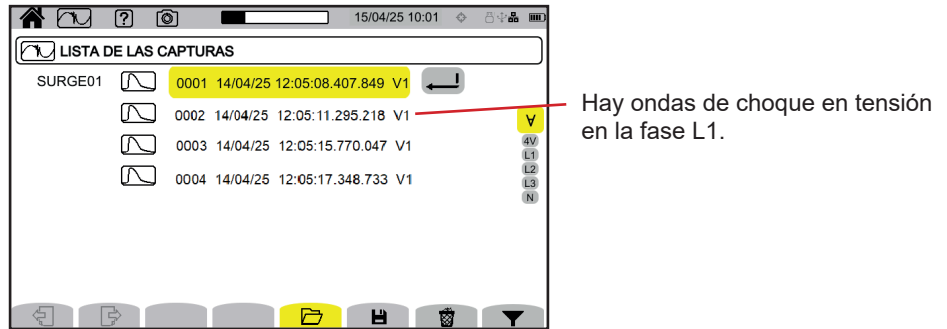 ?
15/04/25 10:01
LISTA DE LAS CAPTURAS
SURGE01 0001 14/04/25 12:05:08.407.849 V1
0002 14/04/25 12:05:11.295.218 V1
0003 14/04/25 12:05:15.770.047 V1
0004 14/04/25 12:05:17.348.733 V1
∀
4V
L1
L2
L3
N
Hay ondas de choque en tensión
en la fase L1.